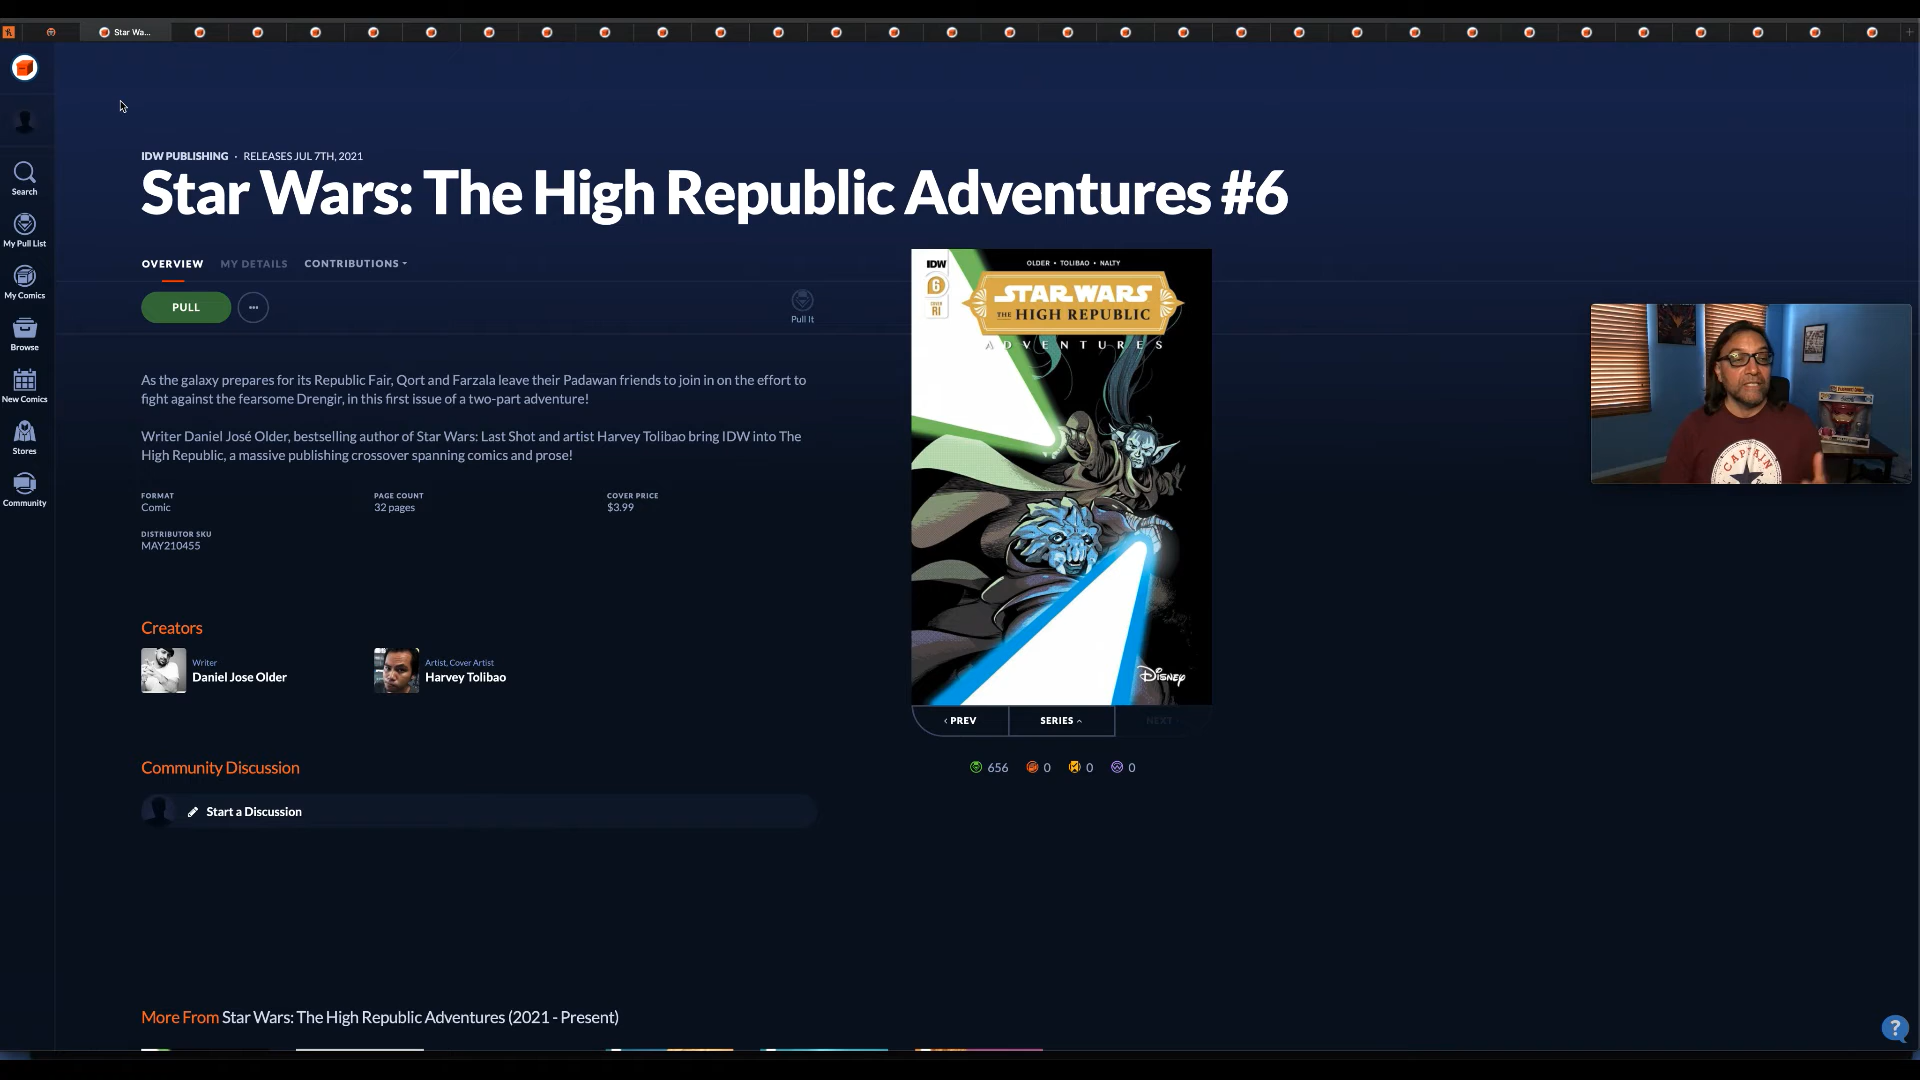 Star Wa...
IDW PUBLISHING · RELEASES JUL 7TH, 2021
Star Wars: The High Republic Adventures #6
OVERVIEW MY DETAILS CONTRIBUTIONS
PULL
Pull It
As the galaxy prepares for its Republic Fair, Qort and Farzala leave their Padawan friends to join in on the effort to
fight against the fearsome Drengir, in this first issue of a two-part adventure!
Writer Daniel José Older, bestselling author of Star Wars: Last Shot and artist Harvey Tolibao bring IDW into The
High Republic, a massive publishing crossover spanning comics and prose!
FORMAT
Comic
PAGE COUNT
32 pages
COVER PRICE
$3.99
DISTRIBUTOR SKU
MAY210455
Creators
Writer
Daniel Jose Older
Artist, Cover Artist
Harvey Tolibao
Community Discussion
Start a Discussion
More From Star Wars: The High Republic Adventures (2021 - Present)
Search
My Pull List
My Comics
Browse
New Comics
Stores
Community
IDW
6
COVER
RI
OLDER • TOLIBAO • NALTY
STAR WARS
THE HIGH REPUBLIC
ADVENTURES
Disney
‹ PREV
SERIES
NEXT
656 0 0 0
CAPTAIN
?